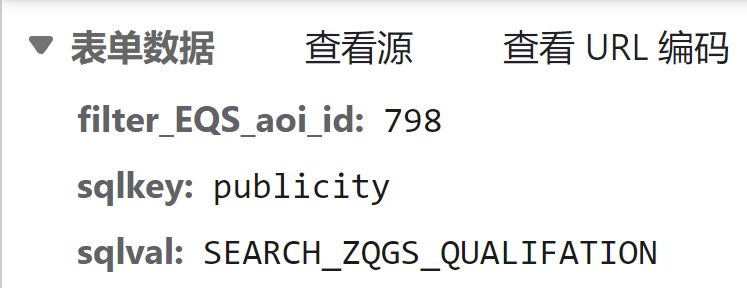 表单数据 查看源 查看 URL 编码
filter_EQS_aoi_id: 798
sqlkey: publicity
sqlval: SEARCH_ZQGS_QUALIFATION